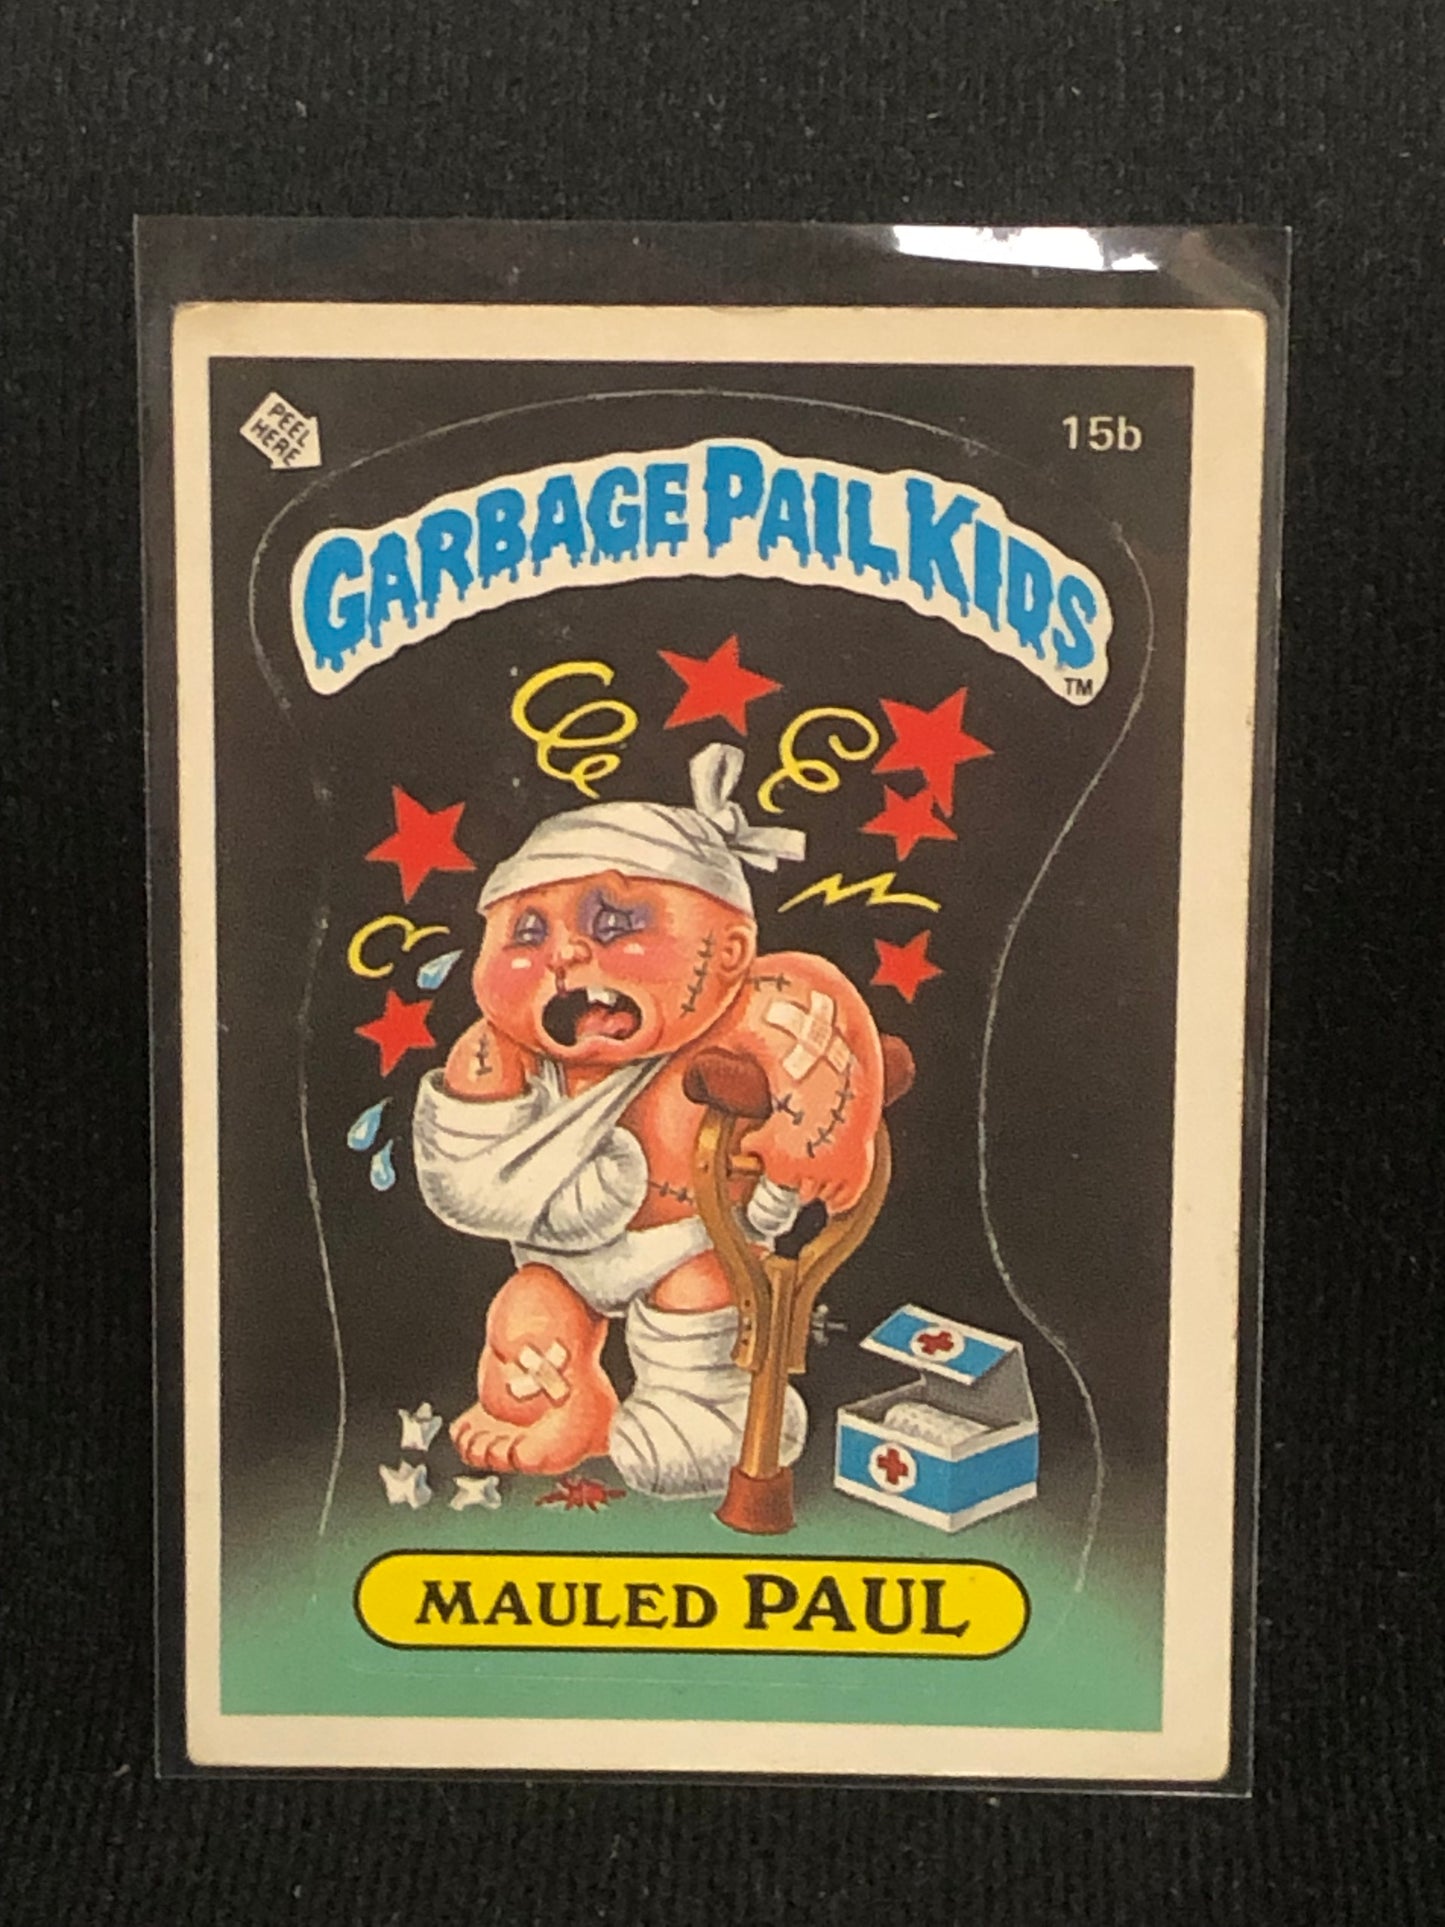 PEEL
HERE
15b
GARBAGE PAIL KIDS
TM
MAULED PAUL